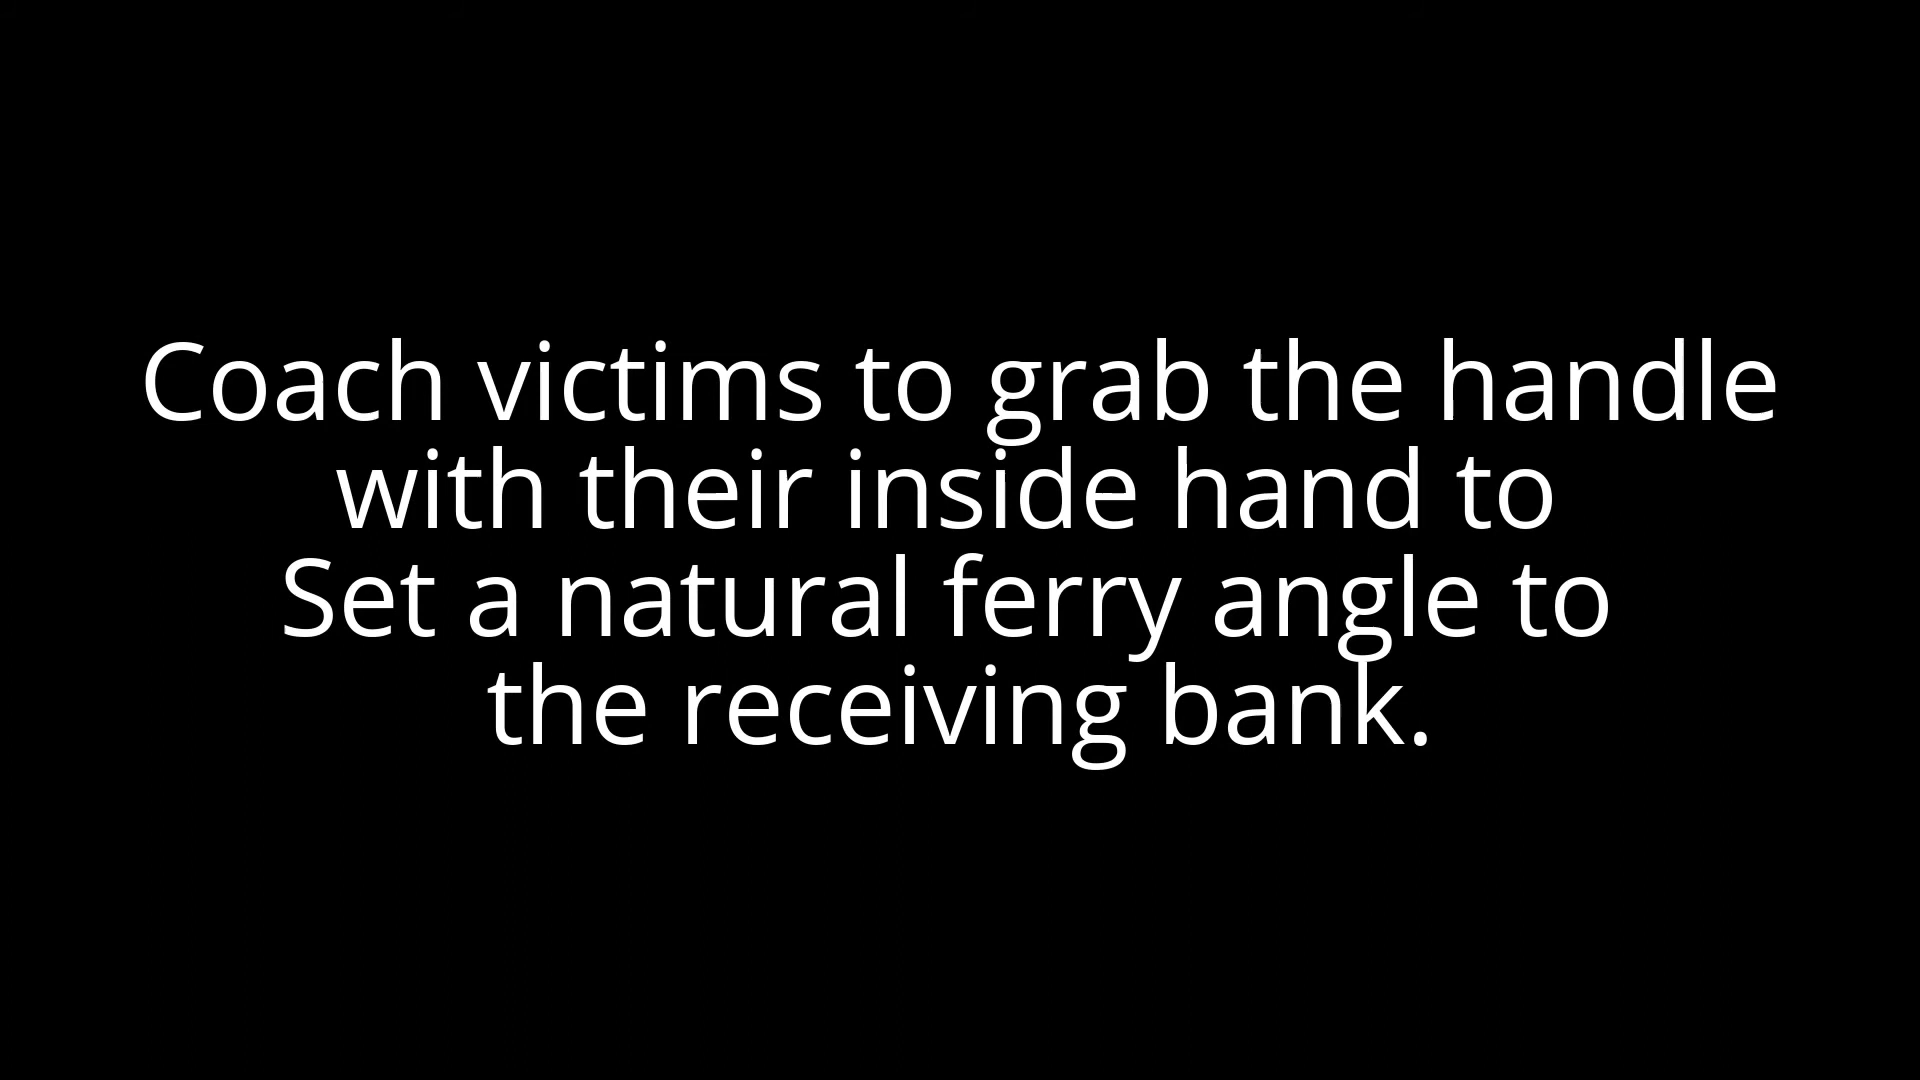 Coach victims to grab the handle
with their inside hand to
Set a natural ferry angle to
the receiving bank.